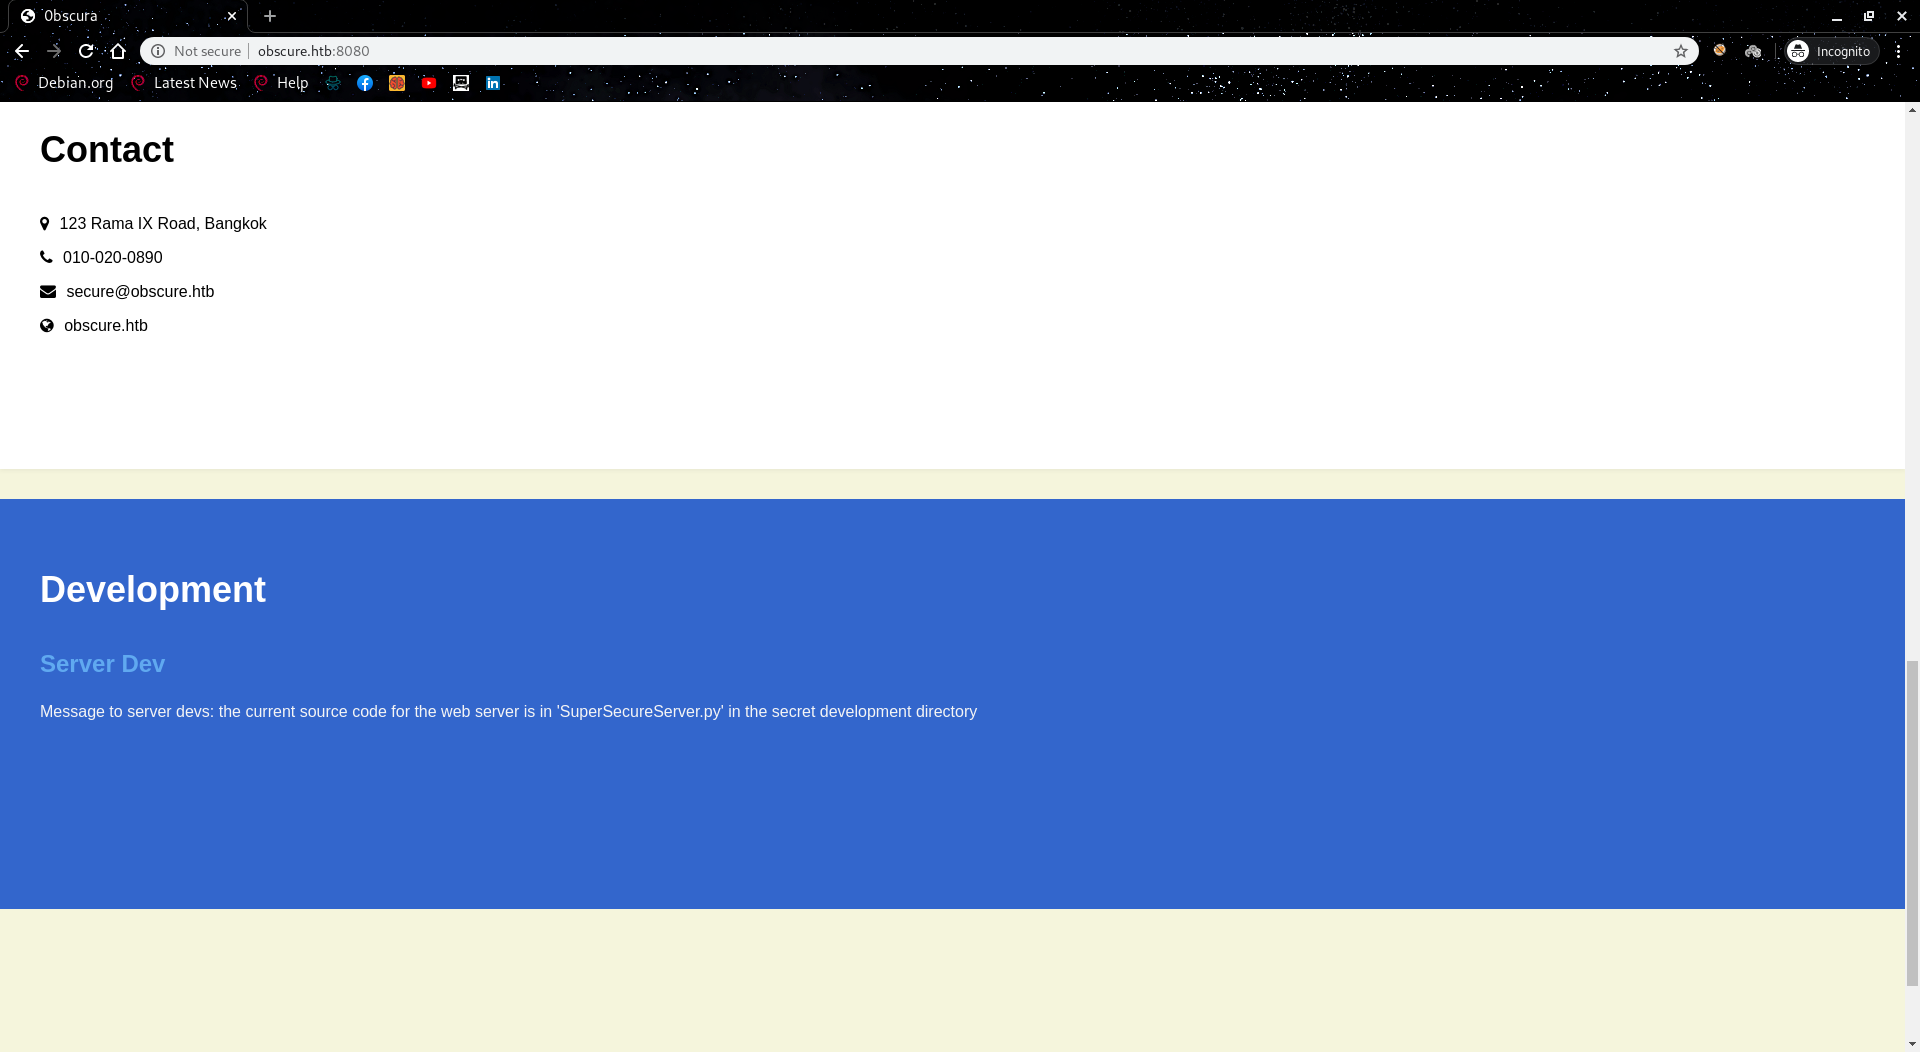 0bscura
Not secure obscure.htb:8080
Incognito
Debian.org Latest News Help
Contact
123 Rama IX Road, Bangkok
010-020-0890
secure@obscure.htb
obscure.htb
Development
Server Dev
Message to server devs: the current source code for the web server is in 'SuperSecureServer.py' in the secret development directory